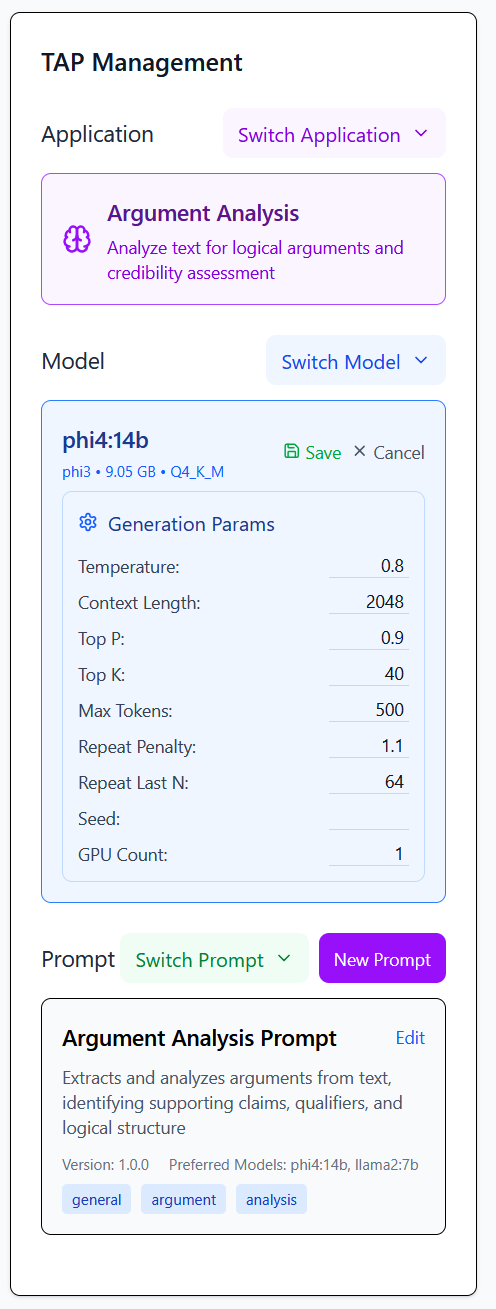 TAP Management
Application Switch Application
Argument Analysis
Analyze text for logical arguments and
credibility assessment
Model Switch Model
phi4:14b
phi3 • 9.05 GB • Q4_K_M
Save Cancel
Generation Params
Temperature: 0.8
Context Length: 2048
Top P: 0.9
Top K: 40
Max Tokens: 500
Repeat Penalty: 1.1
Repeat Last N: 64
Seed:
GPU Count: 1
Prompt Switch Prompt New Prompt
Argument Analysis Prompt Edit
Extracts and analyzes arguments from text,
identifying supporting claims, qualifiers, and
logical structure
Version: 1.0.0 Preferred Models: phi4:14b, llama2:7b
general argument analysis